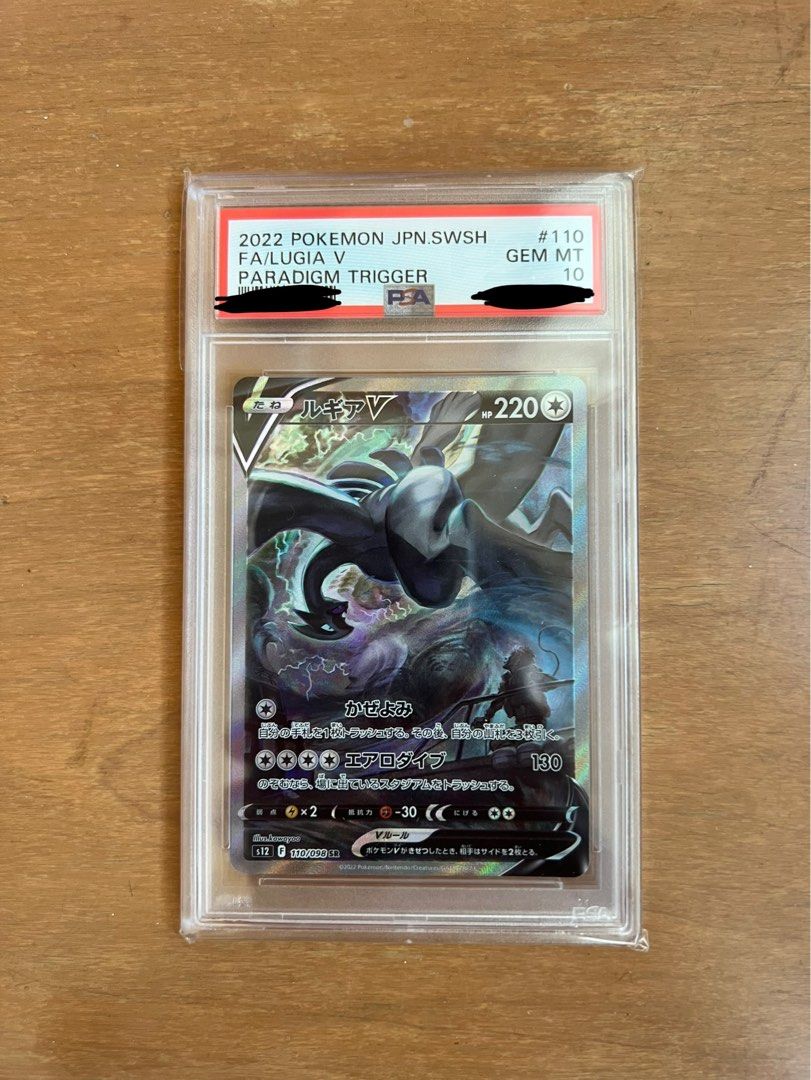 2022 POKEMON JPN.SWSH #110
FA/LUGIA V GEM MT
PARADIGM TRIGGER 10
PSA
たね ルギアV HP 220
かぜよみ
自分の手札を1枚トラッシュする。その後、自分の山札を3枚引く。
エアロダイブ 130
のぞむなら、場に出ているスタジアムをトラッシュする。
弱点 ×2 抵抗力 -30 にげる
Illus. kawayoo
Vルール
s12 F 110/098 SR ポケモンVがきぜつしたとき、相手はサイドを2枚とる。
©2022 Pokémon/Nintendo/Creatures/GAME FREAK